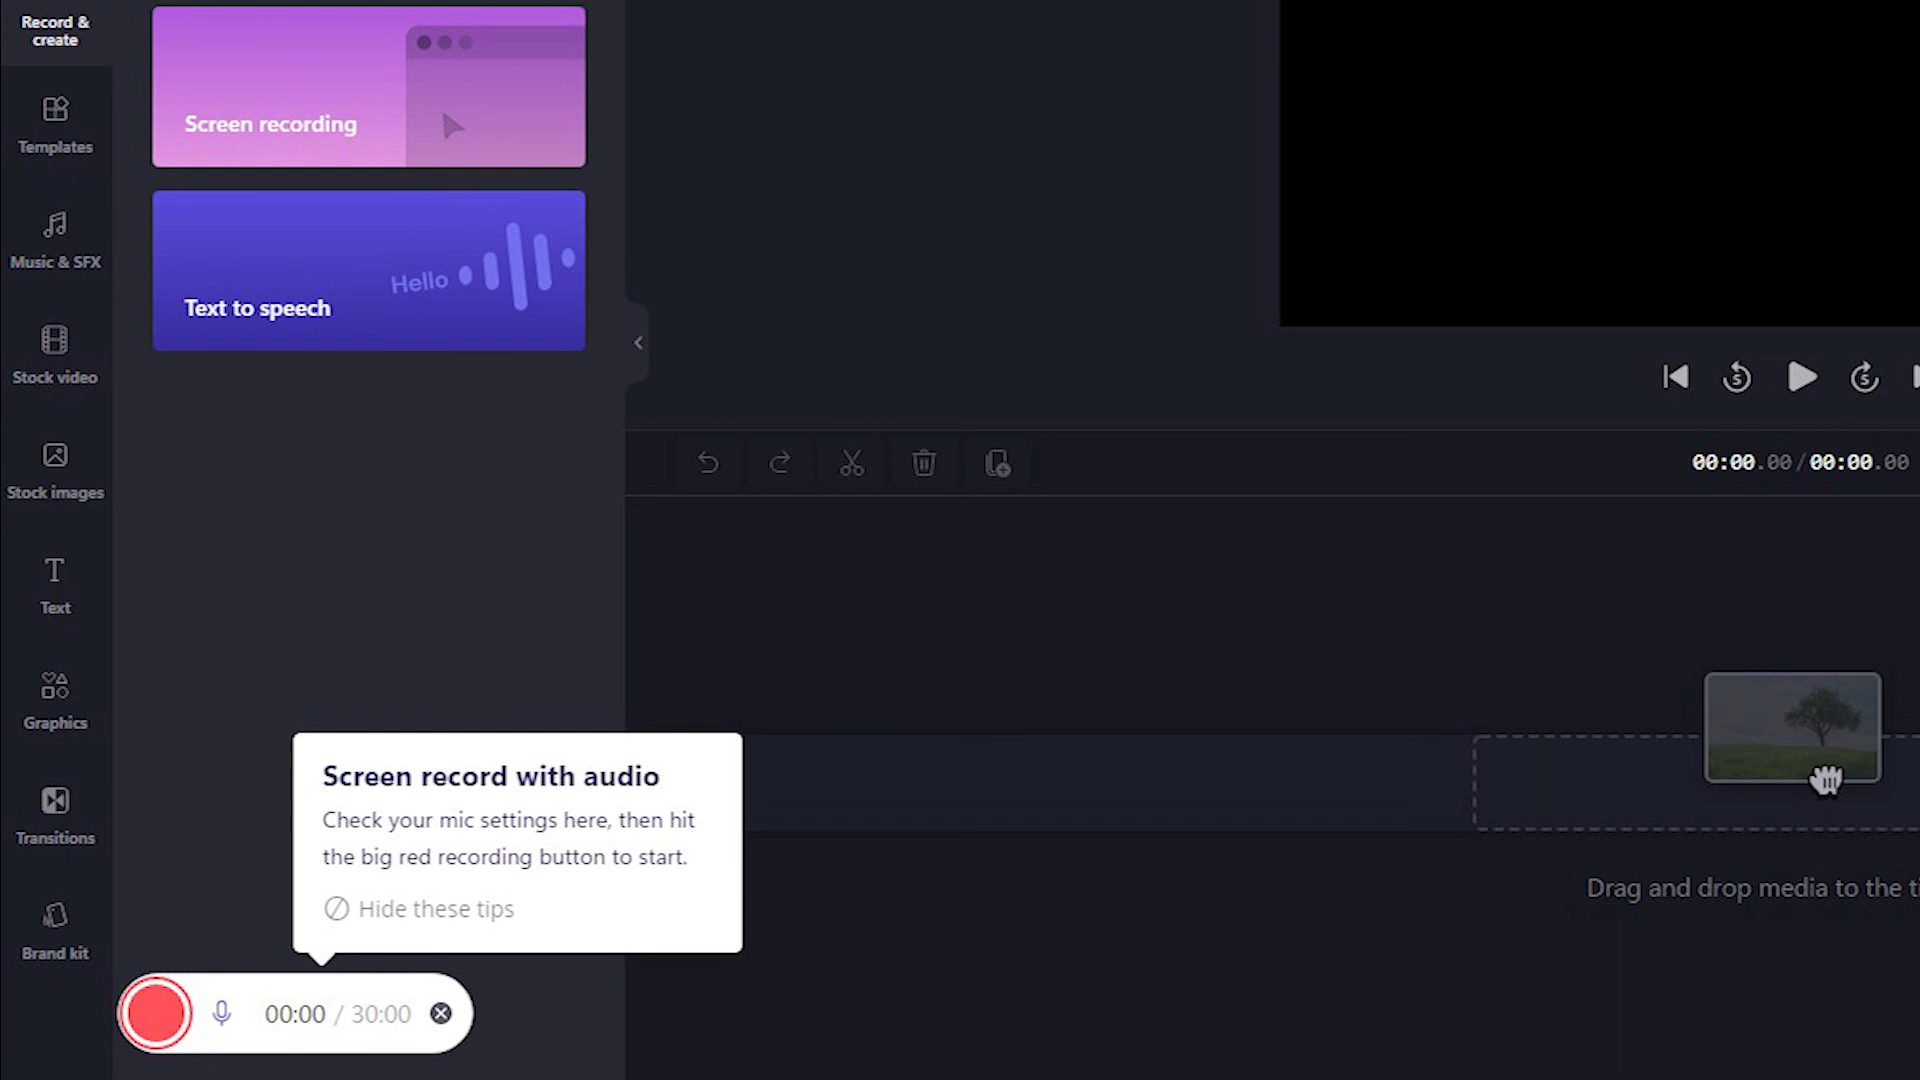 Record &
create
Templates
Music & SFX
Stock video
Stock images
Text
Graphics
Transitions
Brand kit
Screen recording
Hello
Text to speech
5
5
00:00.00/00:00.00
Drag and drop media to the ti
Screen record with audio
Check your mic settings here, then hit
the big red recording button to start.
Hide these tips
00:00 / 30:00